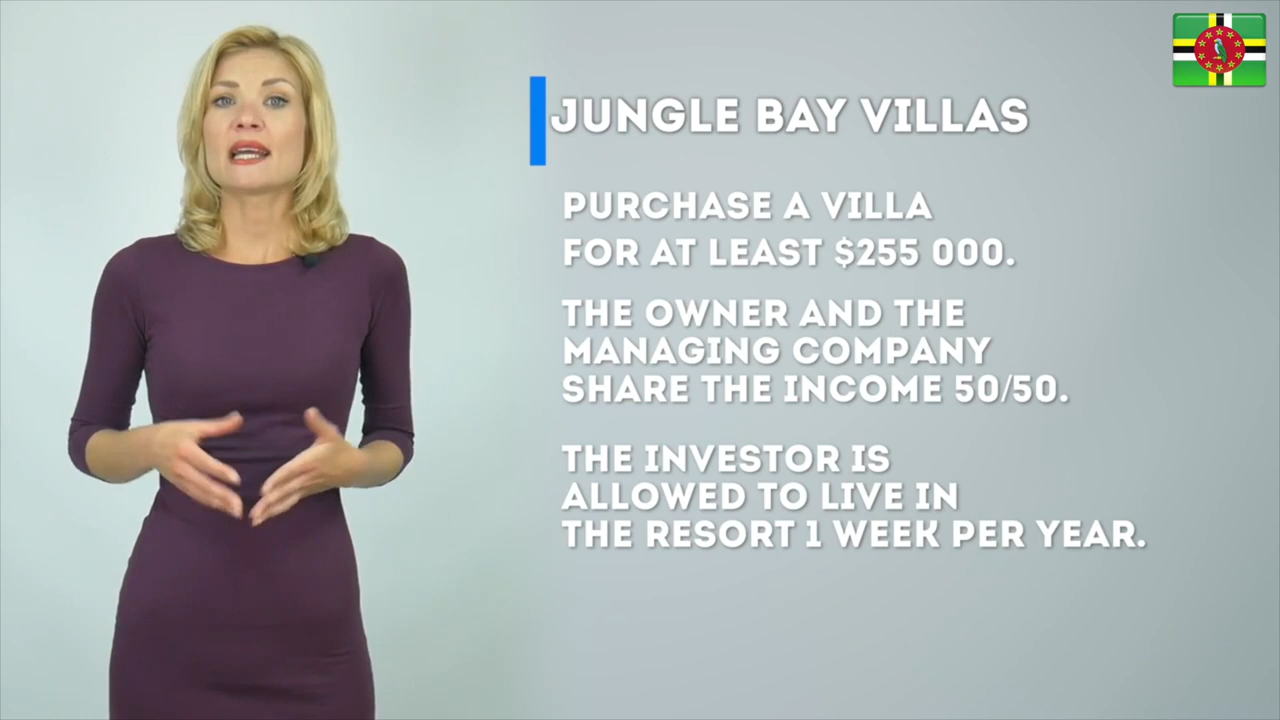 JUNGLE BAY VILLAS
PURCHASE A VILLA
FOR AT LEAST $255 000.
THE OWNER AND THE
MANAGING COMPANY
SHARE THE INCOME 50/50.
THE INVESTOR IS
ALLOWED TO LIVE IN
THE RESORT 1 WEEK PER YEAR.